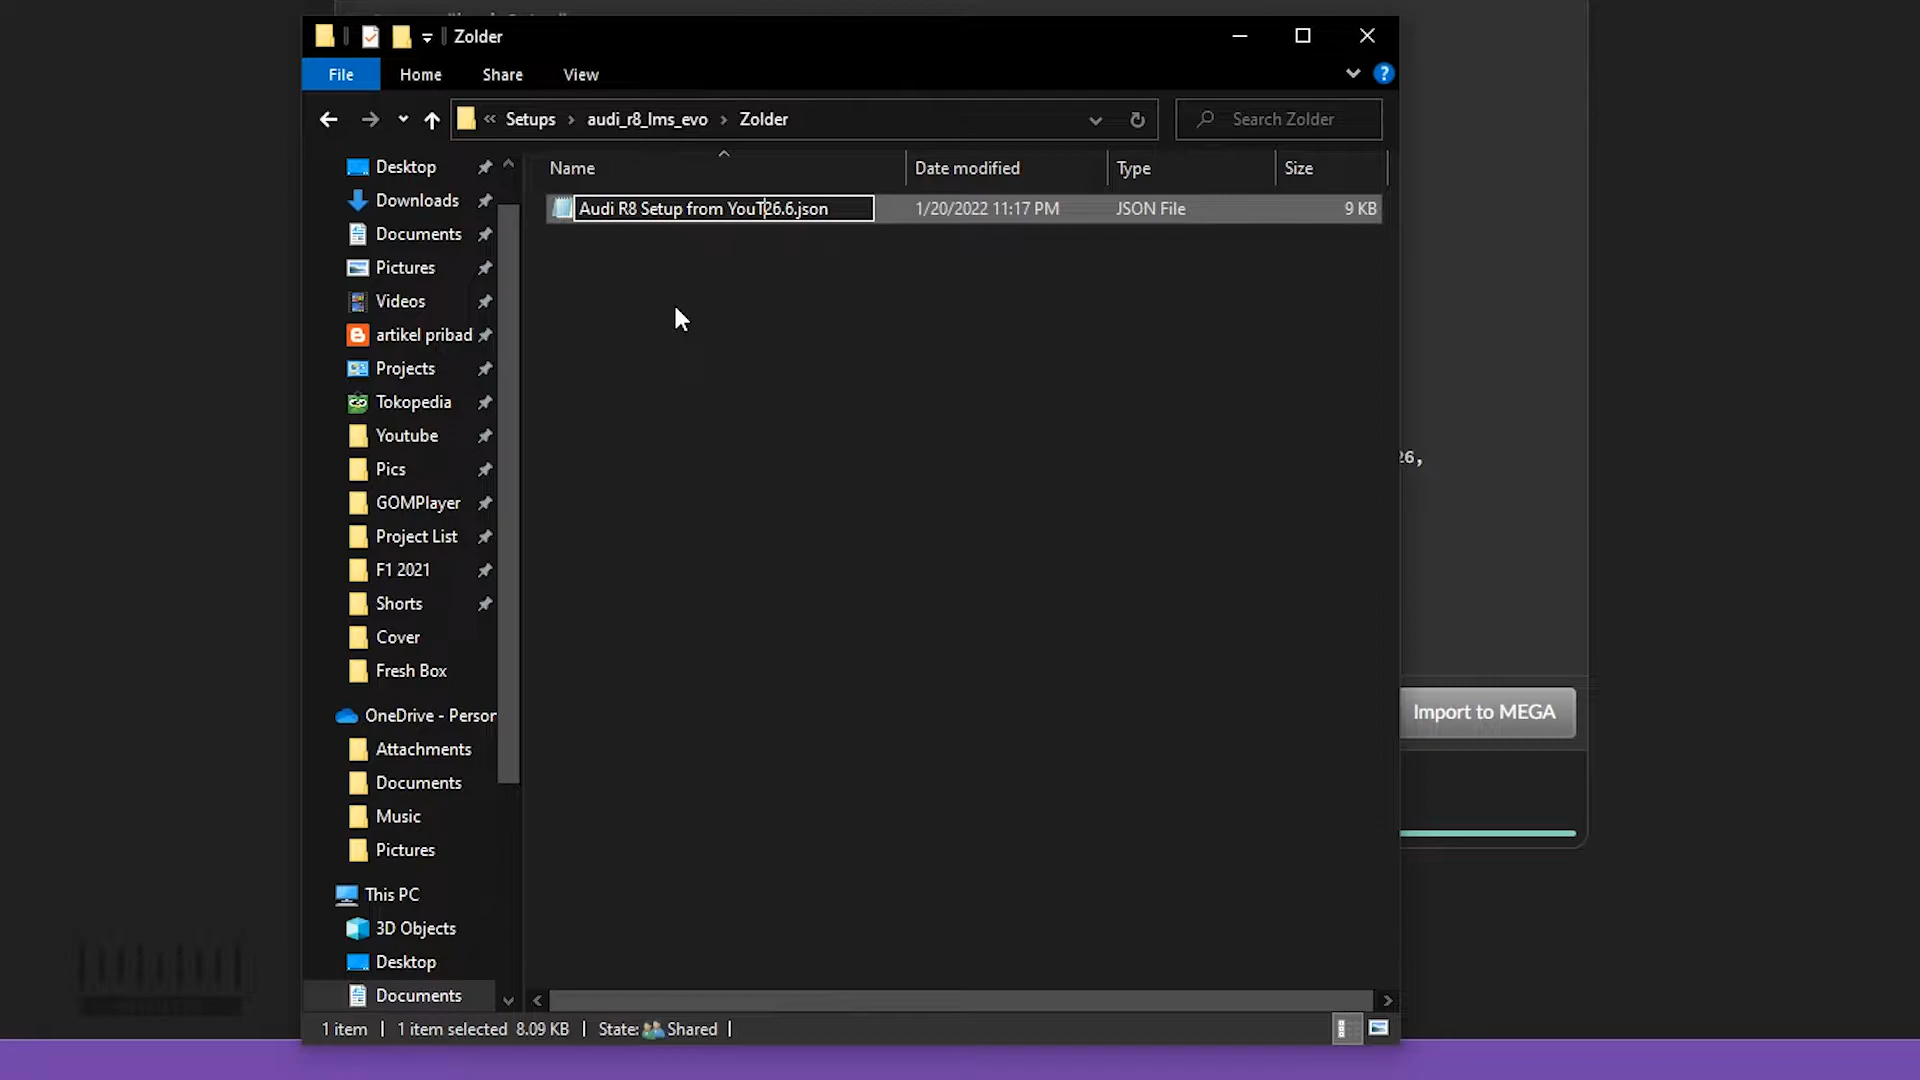 Zolder
File Home Share View
« Setups › audi_r8_lms_evo › Zolder
Search Zolder
Name Date modified Type Size
Audi R8 Setup from YouT26.6.json 1/20/2022 11:17 PM JSON File 9 KB
Desktop
Downloads
Documents
Pictures
Videos
artikel pribad
Projects
Tokopedia
Youtube
Pics
GOMPlayer
Project List
F1 2021
Shorts
Cover
Fresh Box
OneDrive - Person
Attachments
Documents
Music
Pictures
This PC
3D Objects
Desktop
Documents
1 item 1 item selected 8.09 KB State: Shared
26,
Import to MEGA